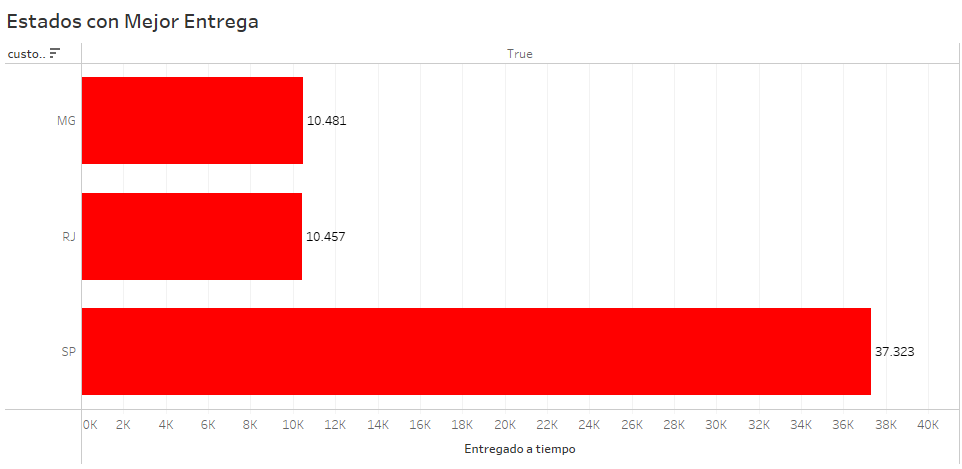 Estados con Mejor Entrega
custo..
True
MG
10.481
RJ
10.457
SP
37.323
0K 2K 4K 6K 8K 10K 12K 14K 16K 18K 20K 22K 24K 26K 28K 30K 32K 34K 36K 38K 40K
Entregado a tiempo